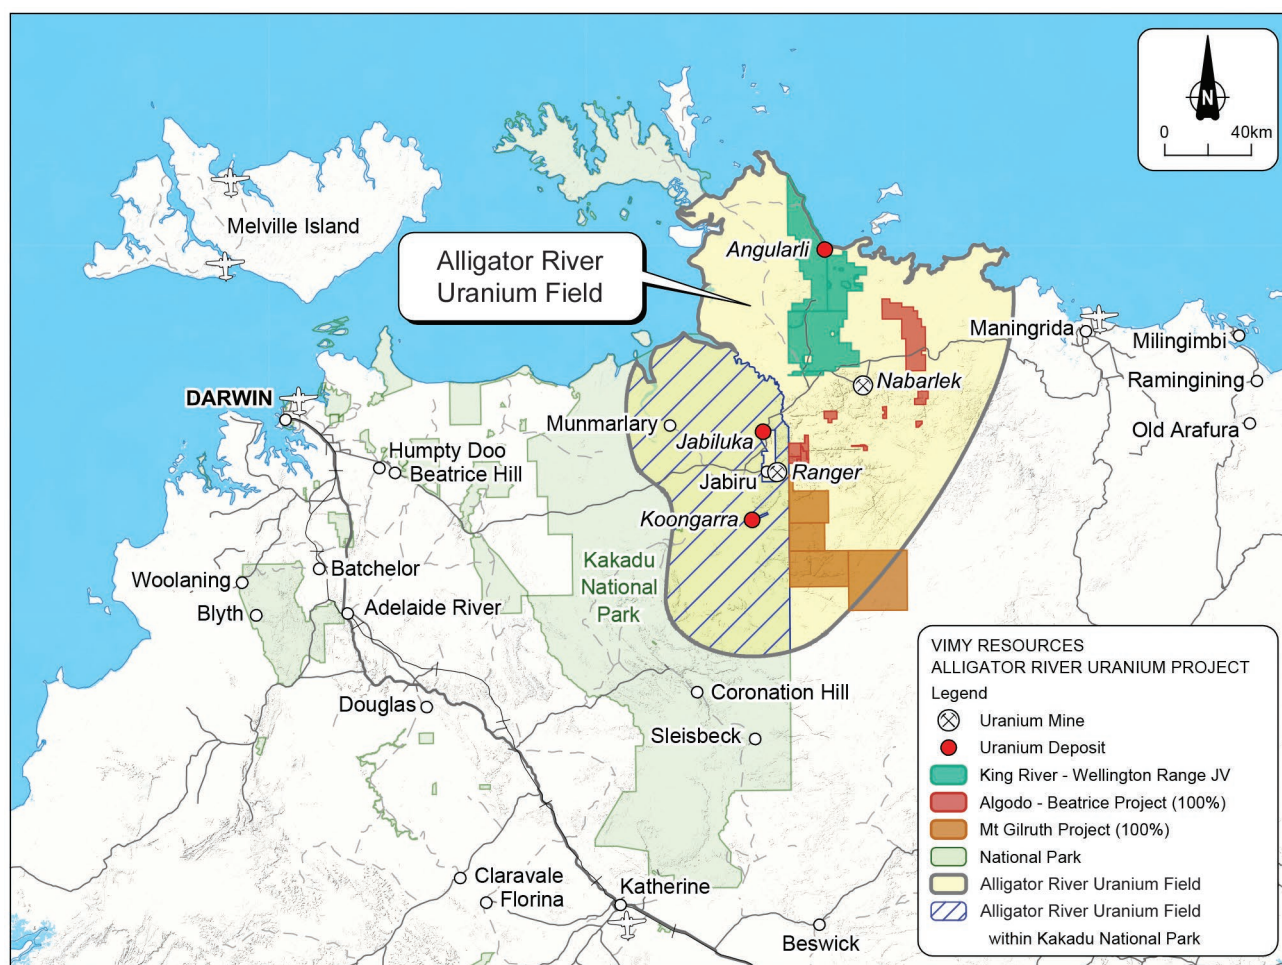 N
0 40km
Melville Island
Angularli
Alligator River
Uranium Field
Maningrida
Milingimbi
Nabarlek
Ramingining
DARWIN
Munmarlary
Jabiluka
Old Arafura
Humpty Doo
Beatrice Hill
Jabiru
Ranger
Koongarra
Kakadu
National
Park
Batchelor
Woolaning
Blyth
Adelaide River
Coronation Hill
Douglas
Sleisbeck
Claravale
Florina
Katherine
Beswick
VIMY RESOURCES
ALLIGATOR RIVER URANIUM PROJECT
Legend
Uranium Mine
Uranium Deposit
King River - Wellington Range JV
Algodo - Beatrice Project (100%)
Mt Gilruth Project (100%)
National Park
Alligator River Uranium Field
Alligator River Uranium Field
within Kakadu National Park